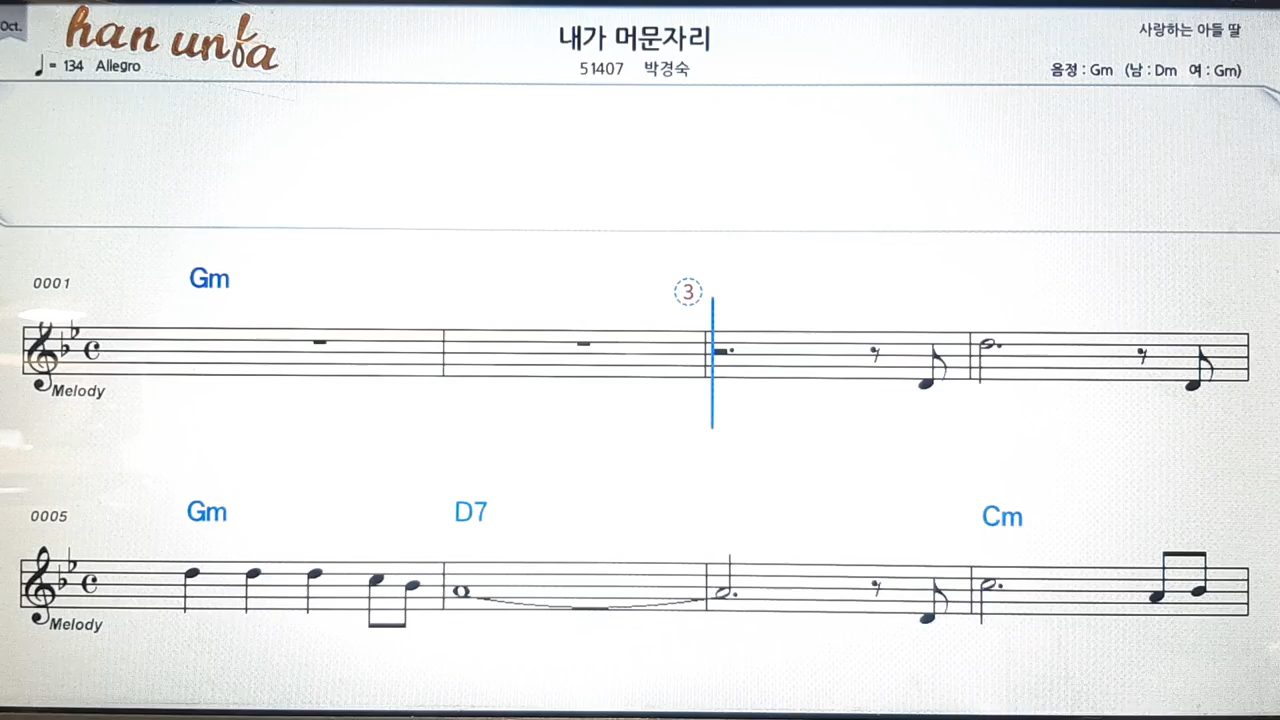 Oct.
han unfa
내가 머문자리
사랑하는 아들 딸
♩ = 134 Allegro
51407 박경숙
음정 : Gm (남 : Dm 여 : Gm)
0001
Gm
3
Melody
0005
Gm D7 Cm
Melody